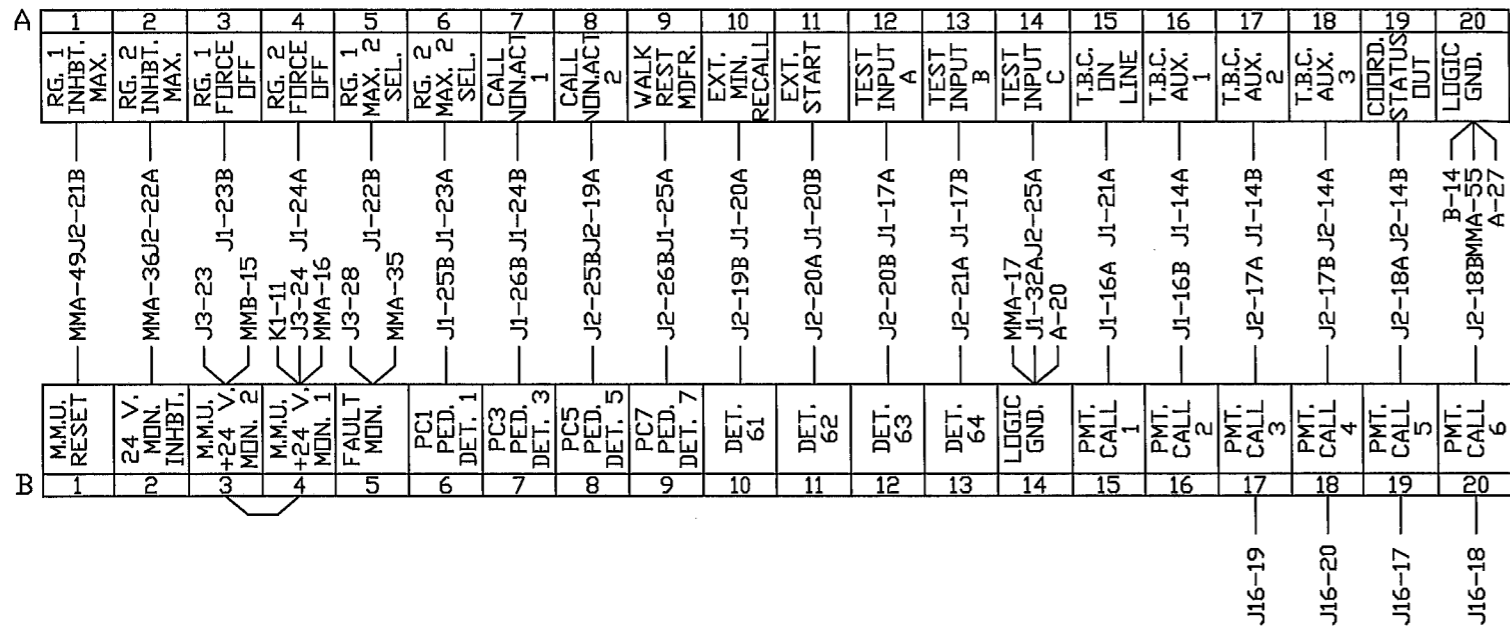 A
1 2 3 4 5 6 7 8 9 10 11 12 13 14 15 16 17 18 19 20
RG. 1
INHBT.
MAX.
RG. 2
INHBT.
MAX.
RG. 1
FORCE
OFF
RG. 2
FORCE
OFF
RG. 1
MAX. 2
SEL.
RG. 2
MAX. 2
SEL.
CALL
NON.ACT
1
CALL
NON.ACT
2
WALK
REST
MDFR.
EXT.
MIN.
RECALL
EXT.
START
TEST
INPUT
A
TEST
INPUT
B
TEST
INPUT
C
T.B.C.
ON
LINE
T.B.C.
AUX.
1
T.B.C.
AUX.
2
T.B.C.
AUX.
3
CORD.
STATUS
OUT
LOGIC
GND.
J2-21B
J2-22A
J1-23B
J1-24A
J1-22B
J1-23A
J1-24B
J2-19A
J1-25A
J1-20A
J1-20B
J1-17A
J1-17B
J2-25A
J1-21A
J1-14A
J1-14B
J2-14A
J2-14B
B-14
MMA-55
A-27
MMA-49
MMA-36
J3-23
MMB-15
K1-11
J3-24
MMA-16
J3-28
MMA-35
J1-25B
J1-26B
J2-25B
J2-26B
J2-19B
J2-20A
J2-20B
J2-21A
MMA-17
J1-32A
A-20
J1-16A
J1-16B
J2-17A
J2-17B
J2-18A
J2-18B
M.M.U.
RESET
24 V.
MON.
INHBT.
M.M.U.
+24 V.
MON. 2
M.M.U.
+24 V.
MON. 1
FAULT
MON.
PC1
PED.
DET. 1
PC3
PED.
DET. 3
PC5
PED.
DET. 5
PC7
PED.
DET. 7
DET.
61
DET.
62
DET.
63
DET.
64
LOGIC
GND.
PMT.
CALL
1
PMT.
CALL
2
PMT.
CALL
3
PMT.
CALL
4
PMT.
CALL
5
PMT.
CALL
6
B
1 2 3 4 5 6 7 8 9 10 11 12 13 14 15 16 17 18 19 20
J16-19
J16-20
J16-17
J16-18